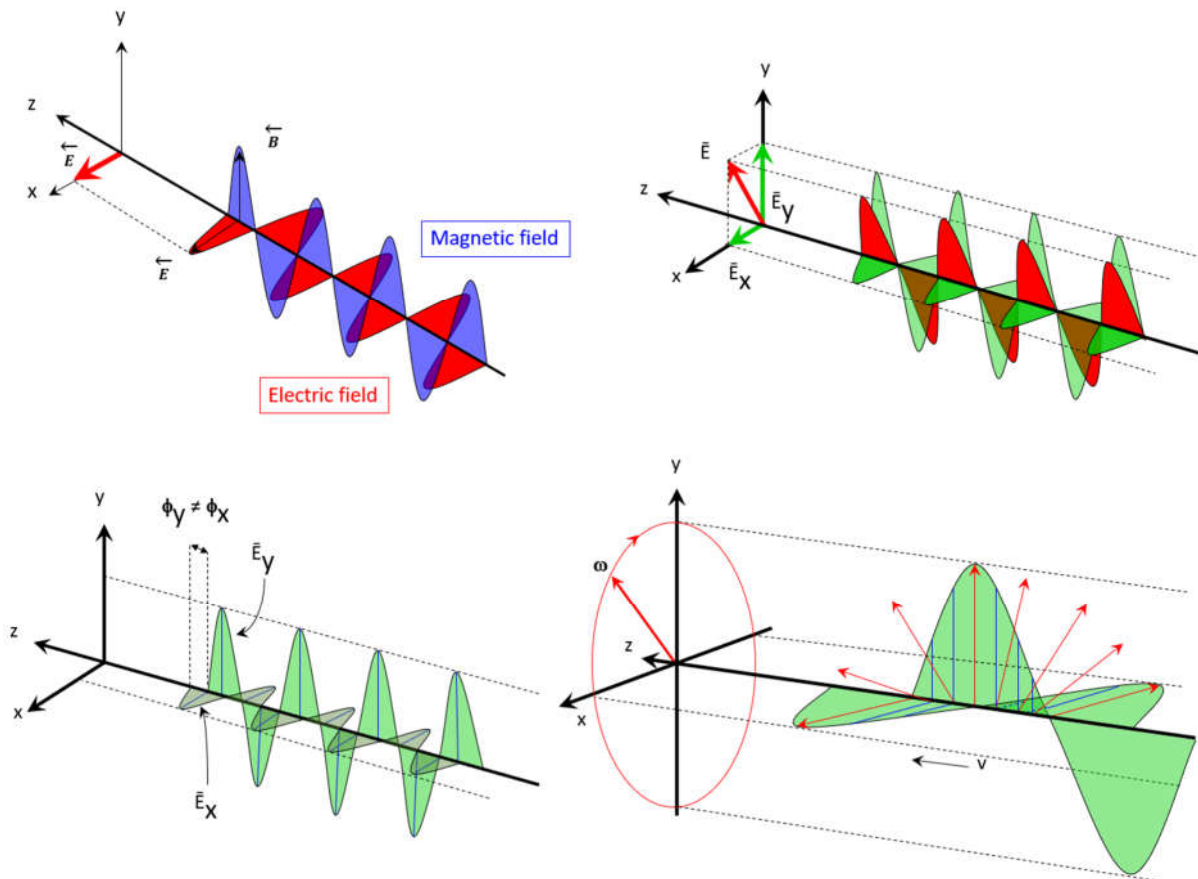 y
z
E
B
x
E
Magnetic field
Electric field
y
Ē
z
Ēy
x
Ēx
y
ϕy ≠ ϕx
Ēy
z
x
Ēx
y
ω
z
x
v